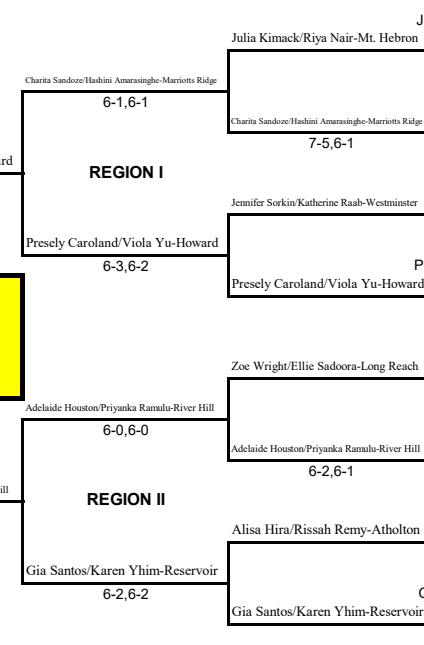 J
Julia Kimack/Riya Nair-Mt. Hebron
Charita Sandoze/Hashini Amarasinghe-Marriotts Ridge
6-1,6-1
Charita Sandoze/Hashini Amarasinghe-Marriotts Ridge
7-5,6-1
ard
REGION I
Jennifer Sorkin/Katherine Raab-Westminster
Presely Caroland/Viola Yu-Howard
6-3,6-2
P
Presely Caroland/Viola Yu-Howard
Zoe Wright/Ellie Sadoora-Long Reach
Adelaide Houston/Priyanka Ramulu-River Hill
6-0,6-0
Adelaide Houston/Priyanka Ramulu-River Hill
6-2,6-1
ill
REGION II
Alisa Hira/Rissah Remy-Atholton
Gia Santos/Karen Yhim-Reservoir
6-2,6-2
G
Gia Santos/Karen Yhim-Reservoir